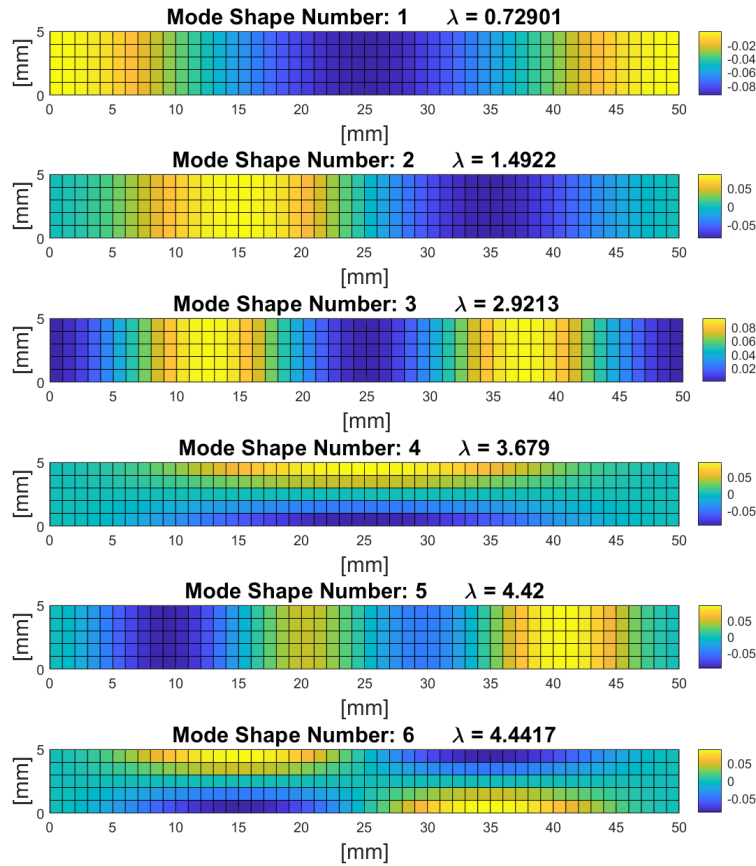 Mode Shape Number: 1 λ = 0.72901
[mm]
5
0
0 5 10 15 20 25 30 35 40 45 50
[mm]
-0.02
-0.04
-0.06
-0.08
Mode Shape Number: 2 λ = 1.4922
[mm]
5
0
0 5 10 15 20 25 30 35 40 45 50
[mm]
0.05
0
-0.05
Mode Shape Number: 3 λ = 2.9213
[mm]
5
0
0 5 10 15 20 25 30 35 40 45 50
[mm]
0.08
0.06
0.04
0.02
Mode Shape Number: 4 λ = 3.679
[mm]
5
0
0 5 10 15 20 25 30 35 40 45 50
[mm]
0.05
0
-0.05
Mode Shape Number: 5 λ = 4.42
[mm]
5
0
0 5 10 15 20 25 30 35 40 45 50
[mm]
0.05
0
-0.05
Mode Shape Number: 6 λ = 4.4417
[mm]
5
0
0 5 10 15 20 25 30 35 40 45 50
[mm]
0.05
0
-0.05